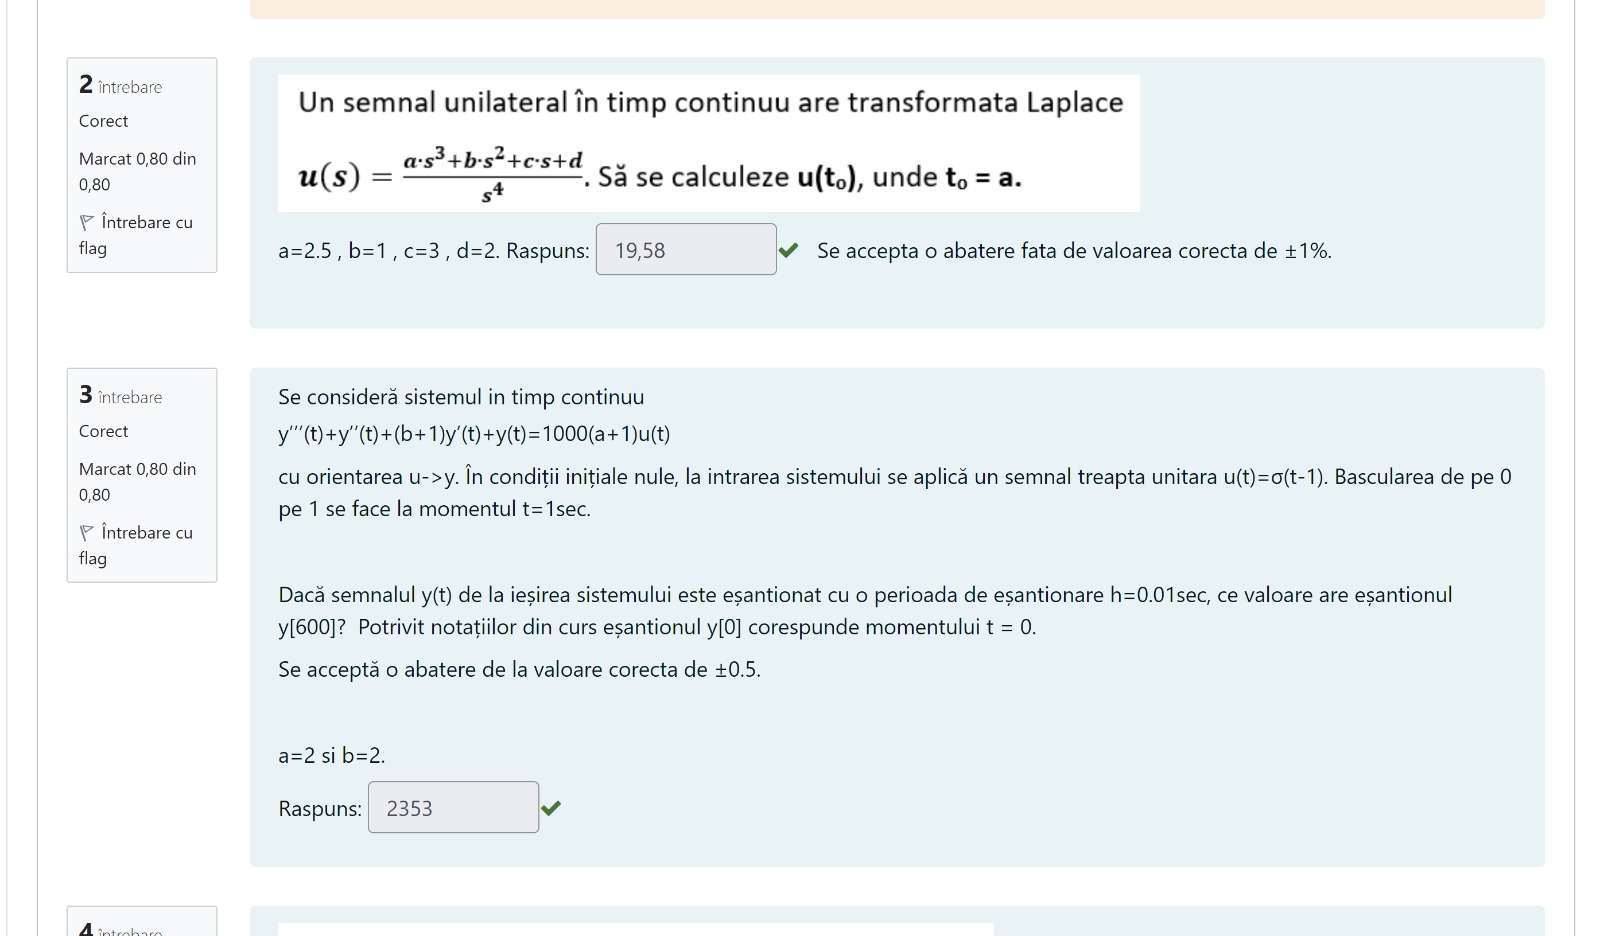 2 întrebare
Corect
Marcat 0,80 din
0,80
Întrebare cu
flag
Un semnal unilateral în timp continuu are transformata Laplace
u(s) = (a·s³+b·s²+c·s+d)/s⁴. Să se calculeze u(t₀), unde t₀ = a.
a=2.5 , b=1 , c=3 , d=2. Raspuns: 19,58 Se accepta o abatere fata de valoarea corecta de ±1%.
3 întrebare
Corect
Marcat 0,80 din
0,80
Întrebare cu
flag
Se consideră sistemul in timp continuu
y'''(t)+y''(t)+(b+1)y'(t)+y(t)=1000(a+1)u(t)
cu orientarea u->y. În condiții inițiale nule, la intrarea sistemului se aplică un semnal treapta unitara u(t)=σ(t-1). Bascularea de pe 0
pe 1 se face la momentul t=1sec.
Dacă semnalul y(t) de la ieșirea sistemului este eșantionat cu o perioada de eșantionare h=0.01sec, ce valoare are eșantionul
y[600]? Potrivit notațiilor din curs eșantionul y[0] corespunde momentului t = 0.
Se acceptă o abatere de la valoare corecta de ±0.5.
a=2 si b=2.
Raspuns: 2353
4 întrebare